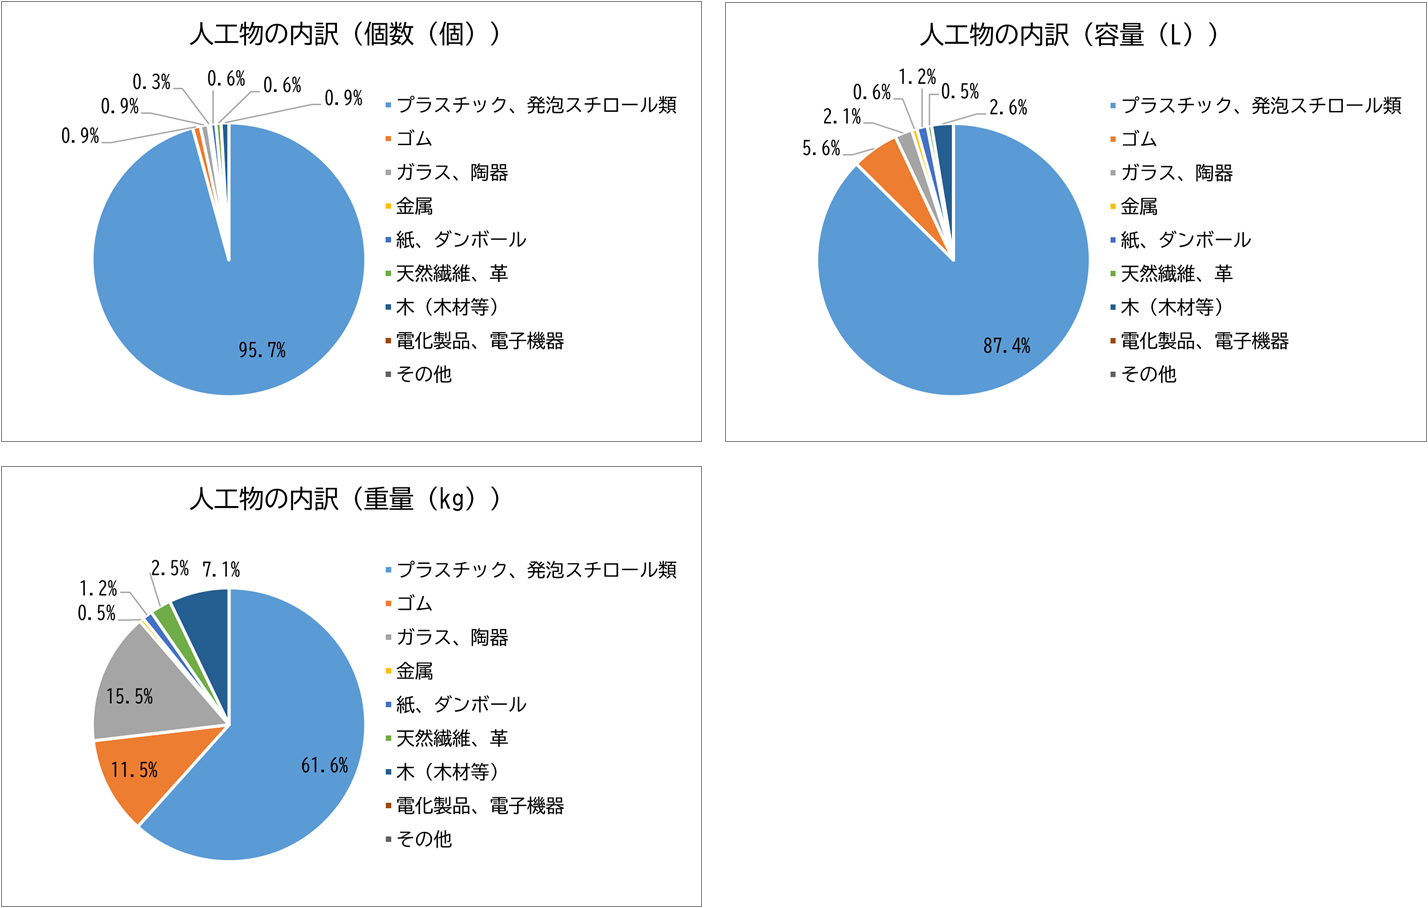 人工物の内訳（個数（個））
0.3%
0.6%
0.6%
0.9%
0.9%
0.9%
95.7%
プラスチック、発泡スチロール類
ゴム
ガラス、陶器
金属
紙、ダンボール
天然繊維、革
木（木材等）
電化製品、電子機器
その他
人工物の内訳（容量（L））
1.2%
0.6%
0.5%
2.1%
2.6%
5.6%
87.4%
プラスチック、発泡スチロール類
ゴム
ガラス、陶器
金属
紙、ダンボール
天然繊維、革
木（木材等）
電化製品、電子機器
その他
人工物の内訳（重量（kg））
2.5%
7.1%
1.2%
0.5%
15.5%
11.5%
61.6%
プラスチック、発泡スチロール類
ゴム
ガラス、陶器
金属
紙、ダンボール
天然繊維、革
木（木材等）
電化製品、電子機器
その他